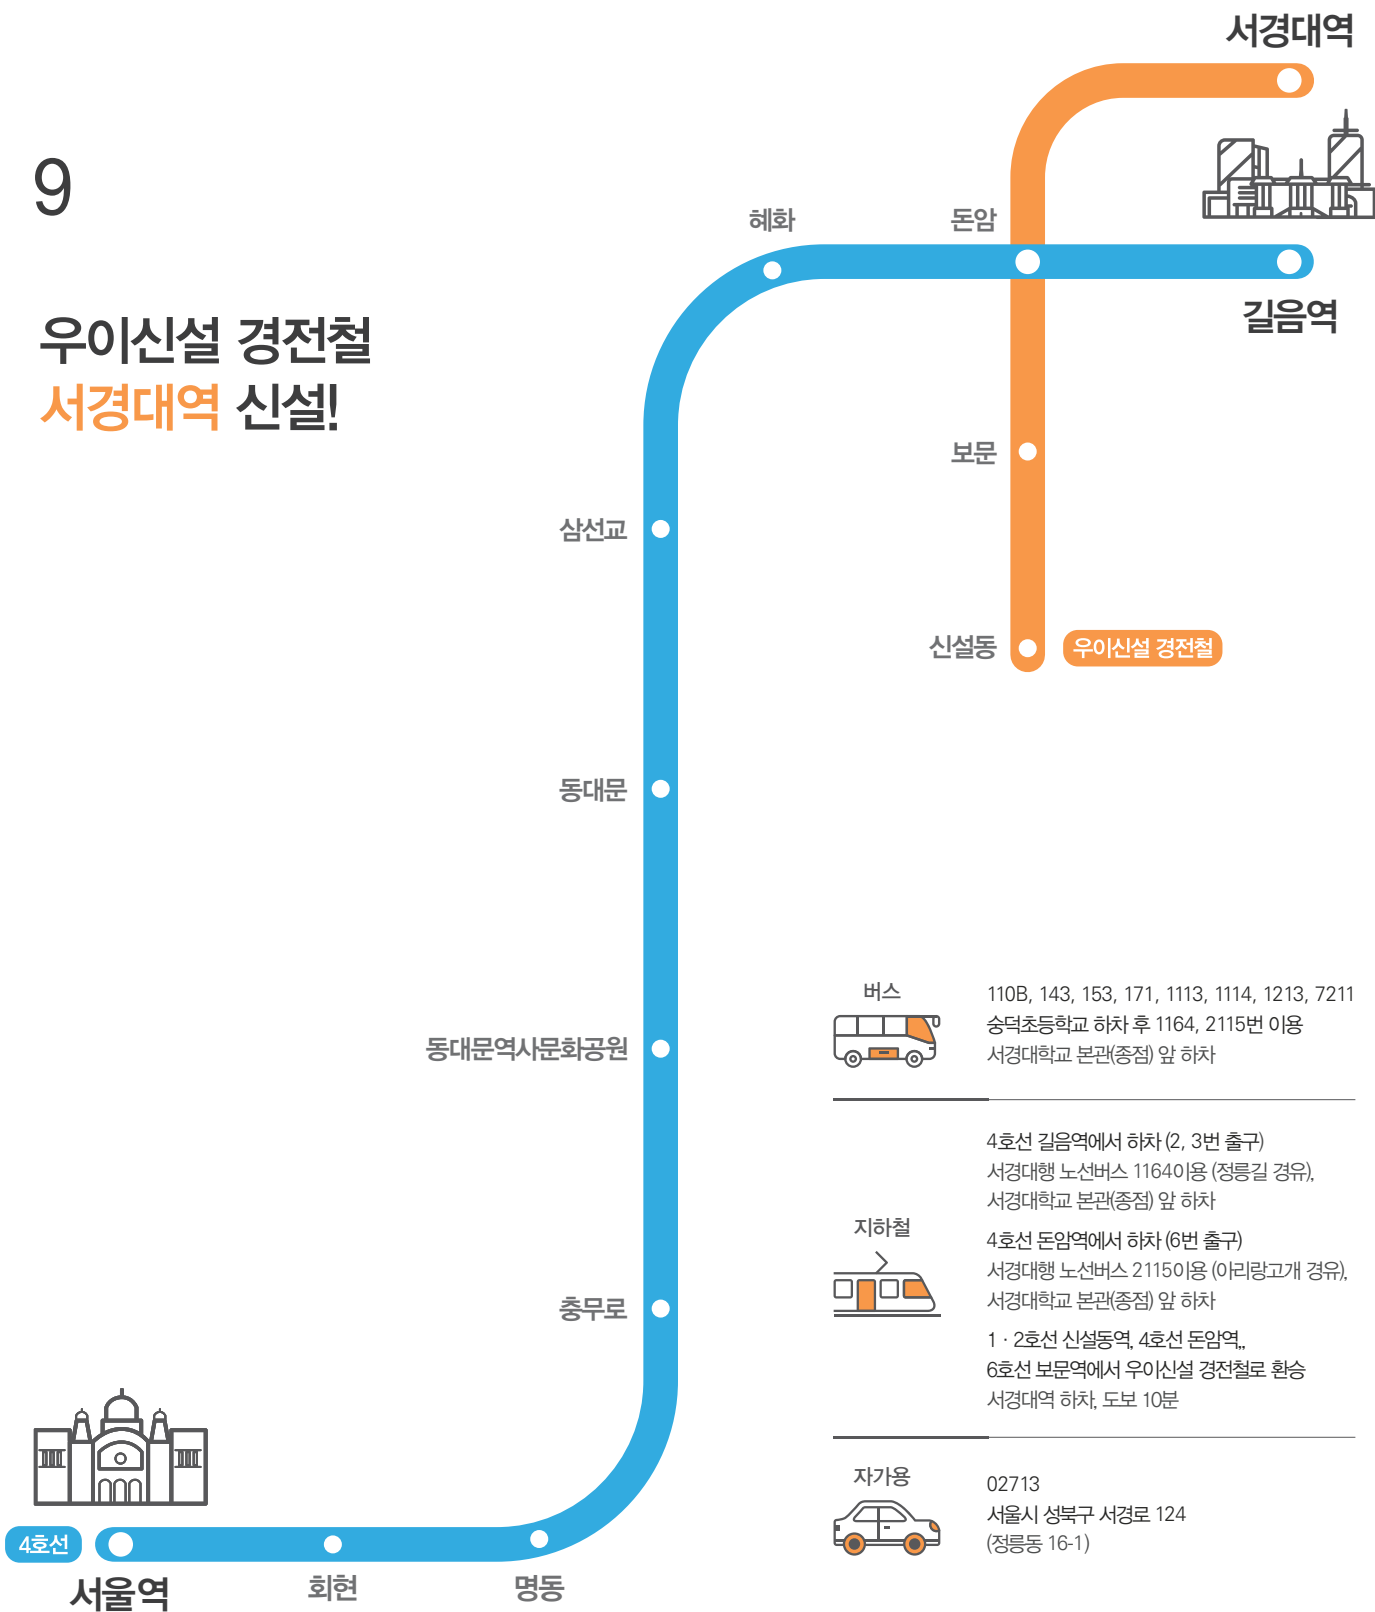 9
우이신설 경전철
서경대역 신설!
서경대역
혜화
돈암
길음역
보문
삼선교
신설동
우이신설 경전철
동대문
동대문역사문화공원
충무로
4호선
서울역
회현
명동
버스
110B, 143, 153, 171, 1113, 1114, 1213, 7211
숭덕초등학교 하차 후 1164, 2115번 이용
서경대학교 본관(종점) 앞 하차
지하철
4호선 길음역에서 하차 (2, 3번 출구)
서경대행 노선버스 1164이용 (정릉길 경유),
서경대학교 본관(종점) 앞 하차
4호선 돈암역에서 하차 (6번 출구)
서경대행 노선버스 2115이용 (아리랑고개 경유),
서경대학교 본관(종점) 앞 하차
1 · 2호선 신설동역, 4호선 돈암역,,
6호선 보문역에서 우이신설 경전철로 환승
서경대역 하차, 도보 10분
자가용
02713
서울시 성북구 서경로 124
(정릉동 16-1)